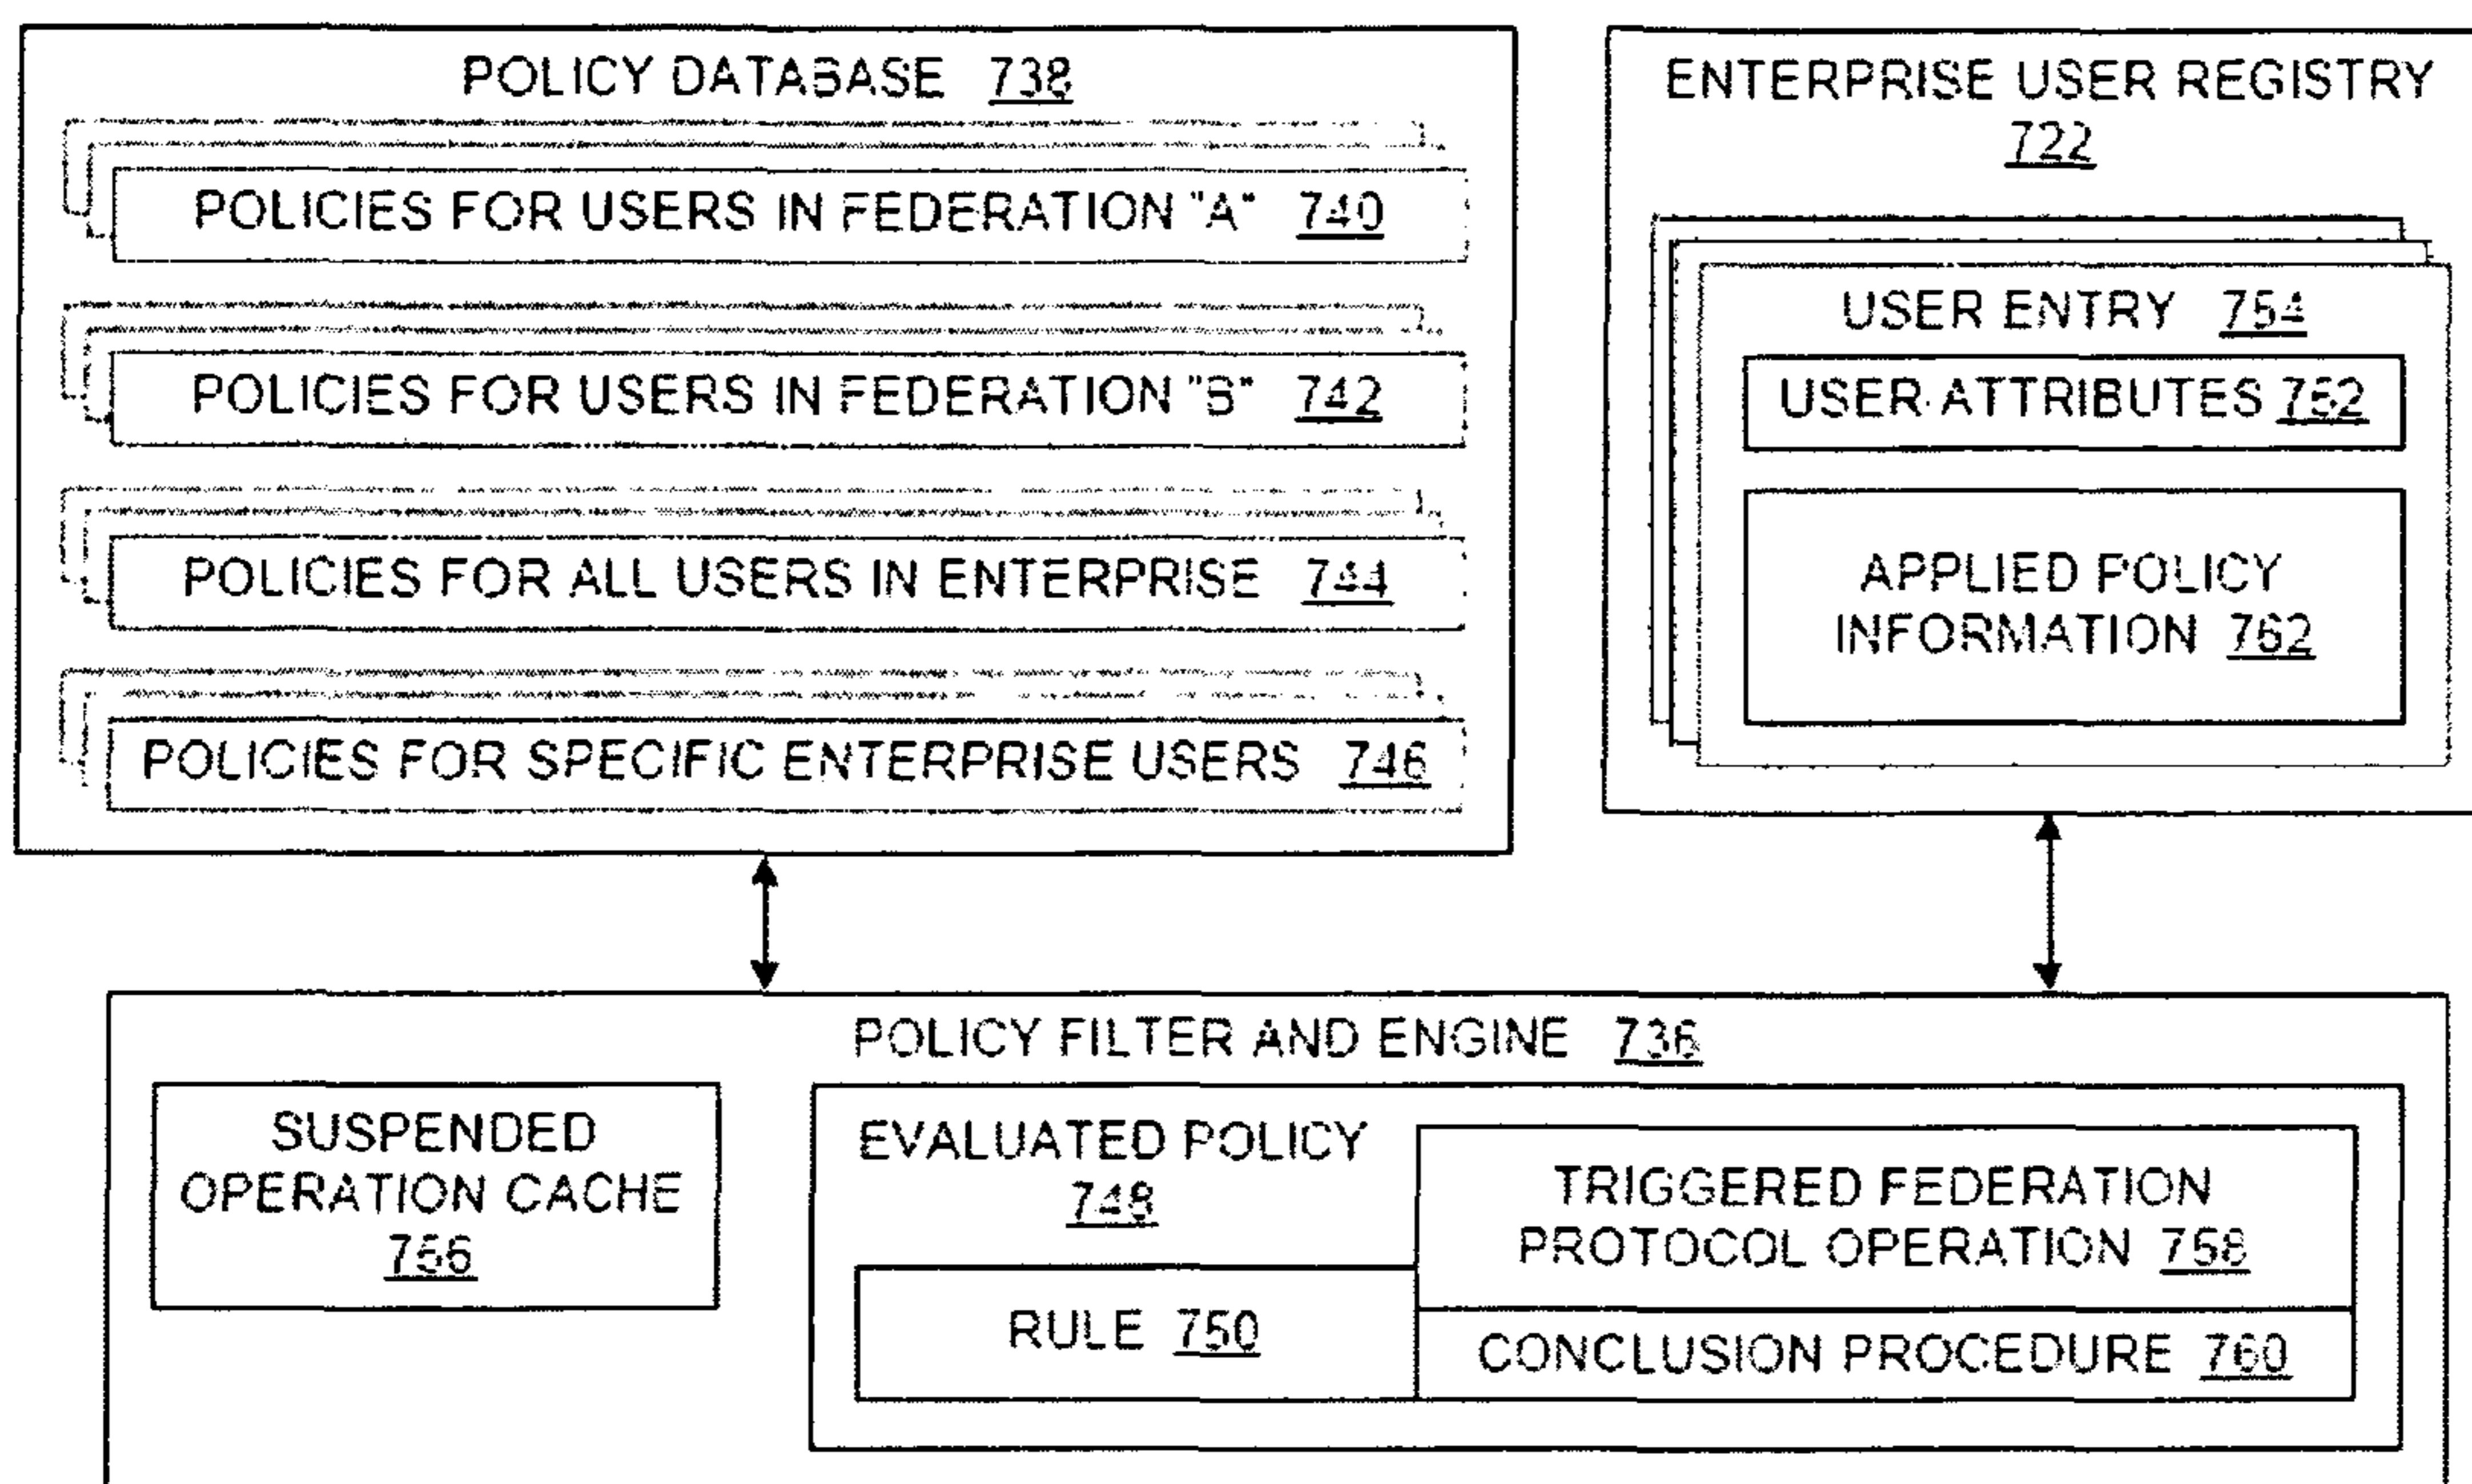 POLICY DATABASE 738
POLICIES FOR USERS IN FEDERATION "A" 740
POLICIES FOR USERS IN FEDERATION "B" 742
POLICIES FOR ALL USERS IN ENTERPRISE 744
POLICIES FOR SPECIFIC ENTERPRISE USERS 746
ENTERPRISE USER REGISTRY
722
USER ENTRY 754
USER ATTRIBUTES 752
APPLIED POLICY
INFORMATION 762
POLICY FILTER AND ENGINE 736
SUSPENDED
OPERATION CACHE
756
EVALUATED POLICY
748
RULE 750
TRIGGERED FEDERATION
PROTOCOL OPERATION 758
CONCLUSION PROCEDURE 760